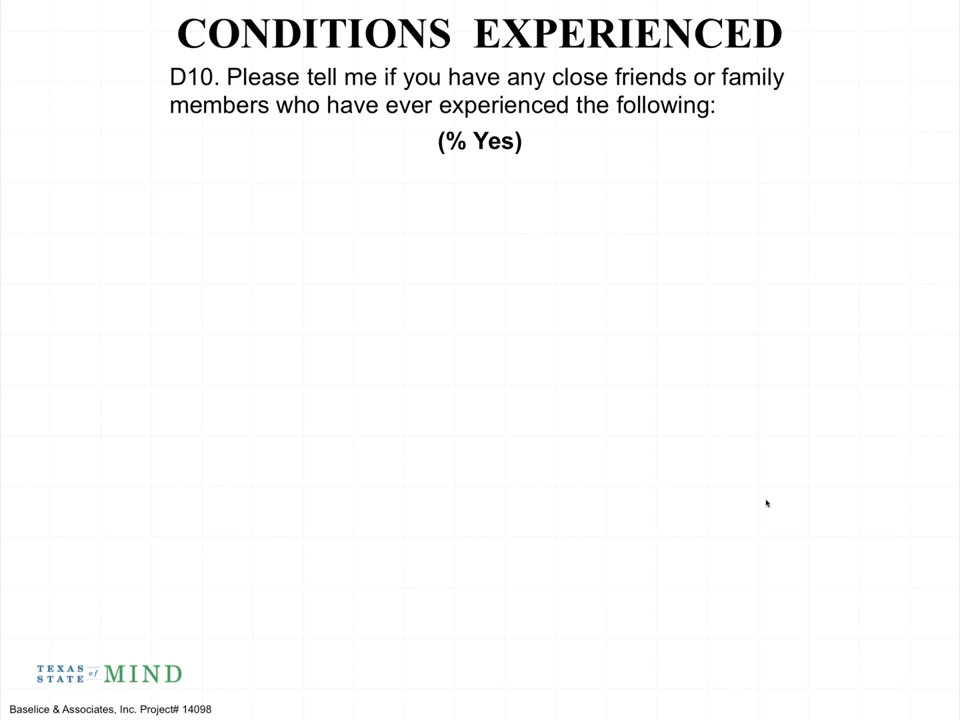 CONDITIONS EXPERIENCED
D10. Please tell me if you have any close friends or family
members who have ever experienced the following:
(% Yes)
TEXAS STATE of MIND
Baselice & Associates, Inc. Project# 14098